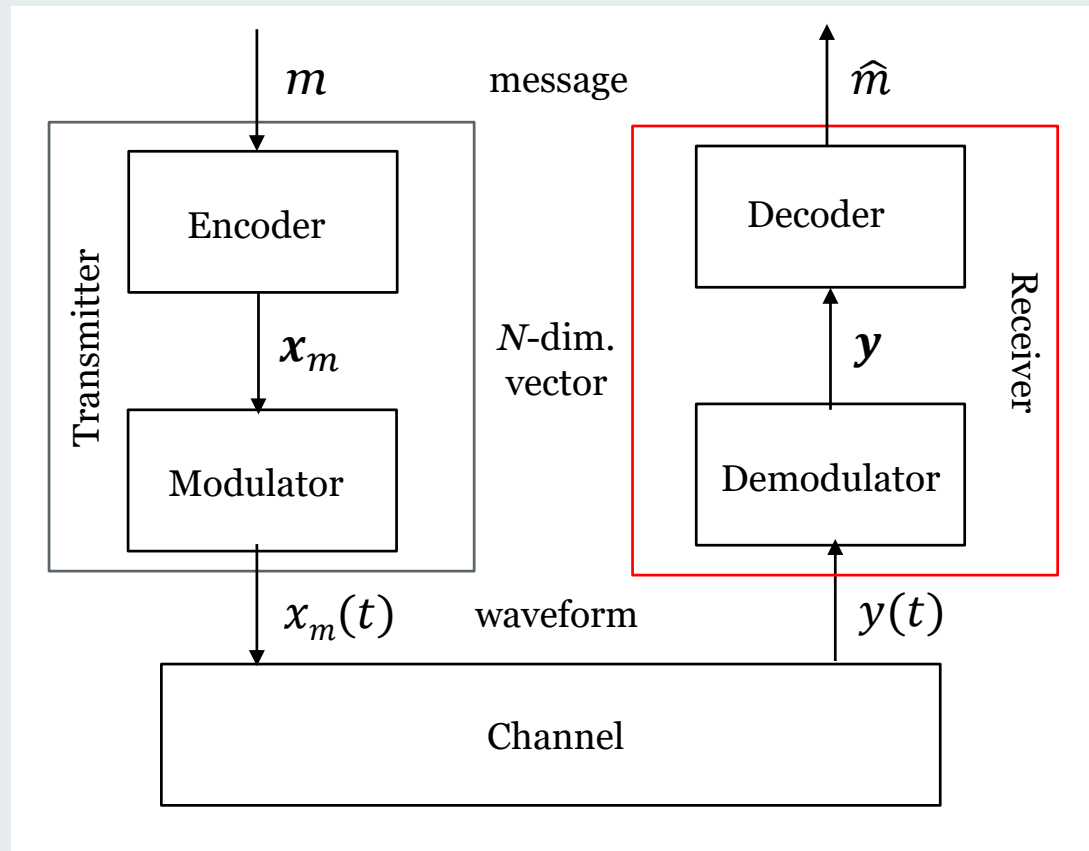 m
message
m̂
Encoder
Decoder
Transmitter
Receiver
x_m
N-dim.
vector
y
Modulator
Demodulator
x_m(t)
waveform
y(t)
Channel